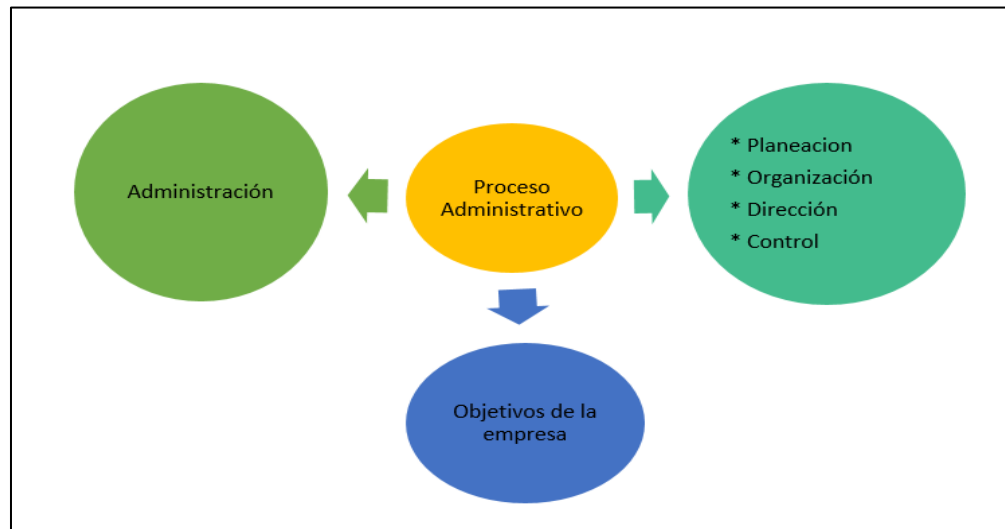 Administración
Proceso
Administrativo
* Planeacion
* Organización
* Dirección
* Control
Objetivos de la
empresa